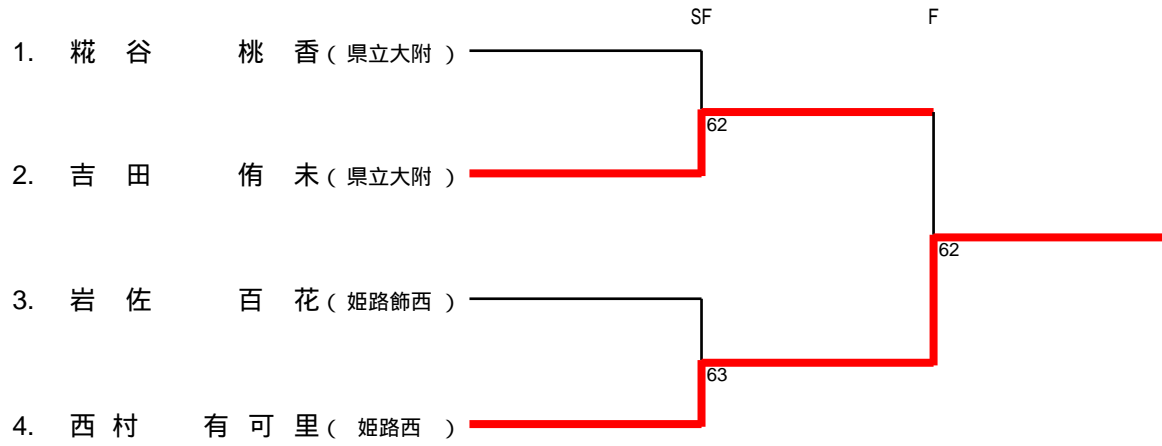 SF F
1. 糀 谷 桃 香 ( 県立大附 )
62
2. 吉 田 侑 未 ( 県立大附 )
62
3. 岩 佐 百 花 ( 姫路飾西 )
63
4. 西 村 有 可 里 ( 姫路西 )